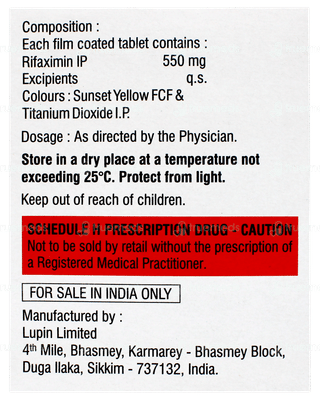 Composition :
Each film coated tablet contains :
Rifaximin IP 550 mg
Excipients q.s.
Colours : Sunset Yellow FCF &
Titanium Dioxide I.P.
Dosage : As directed by the Physician.
Store in a dry place at a temperature not
exceeding 25°C. Protect from light.
Keep out of reach of children.
SCHEDULE H PRESCRIPTION DRUG - CAUTION
Not to be sold by retail without the prescription of
a Registered Medical Practitioner.
FOR SALE IN INDIA ONLY
Manufactured by :
Lupin Limited
4th Mile, Bhasmey, Karmarey - Bhasmey Block,
Duga Ilaka, Sikkim - 737132, India.